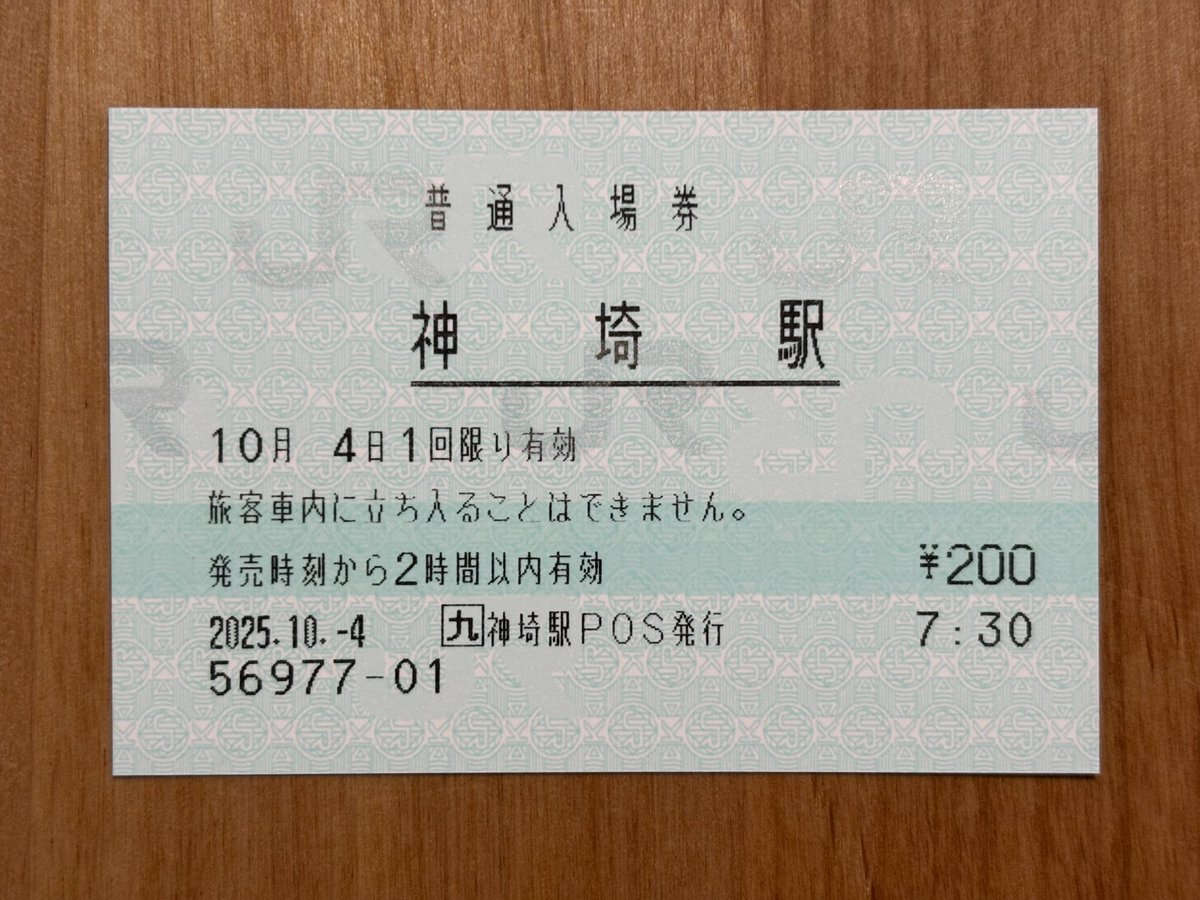 普通入場券
神埼駅
10月 4日1回限り有効
旅客車内に立ち入ることはできません。
発売時刻から2時間以内有効 ¥200
2025.10.-4 九神埼駅POS発行 7:30
56977-01